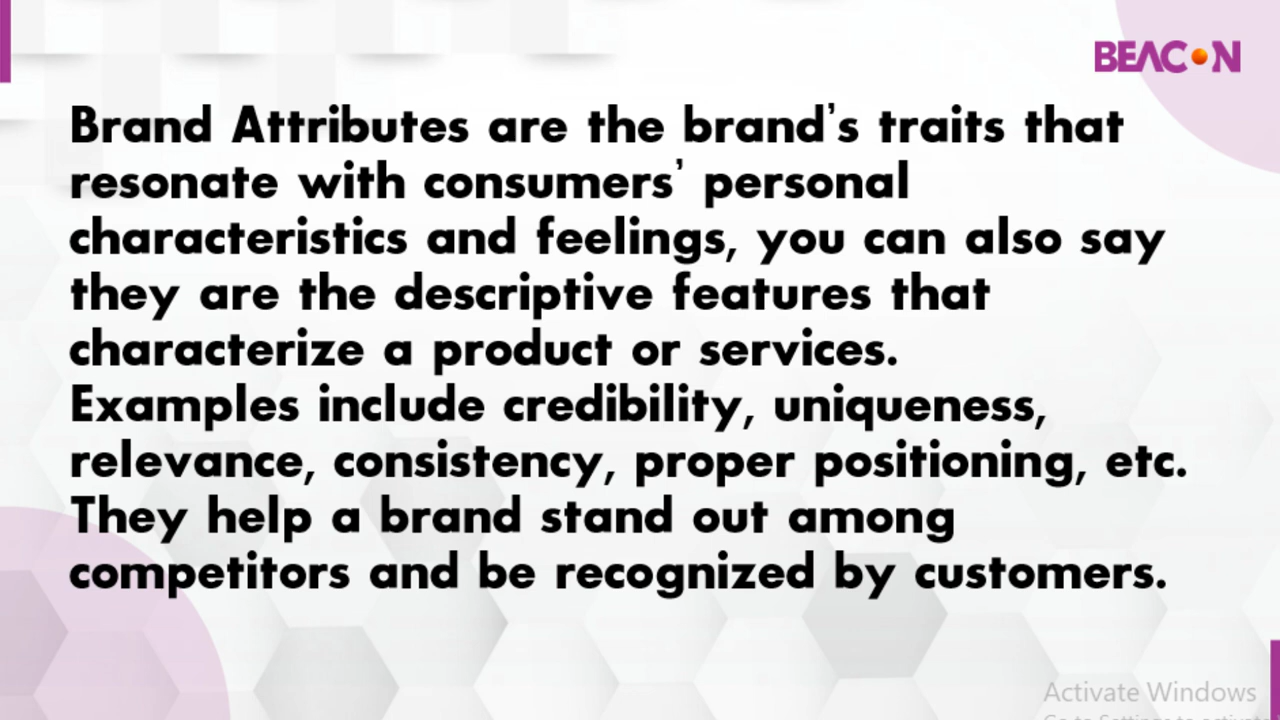 BEACON
Brand Attributes are the brand’s traits that
resonate with consumers’ personal
characteristics and feelings, you can also say
they are the descriptive features that
characterize a product or services.
Examples include credibility, uniqueness,
relevance, consistency, proper positioning, etc.
They help a brand stand out among
competitors and be recognized by customers.
Activate Windows